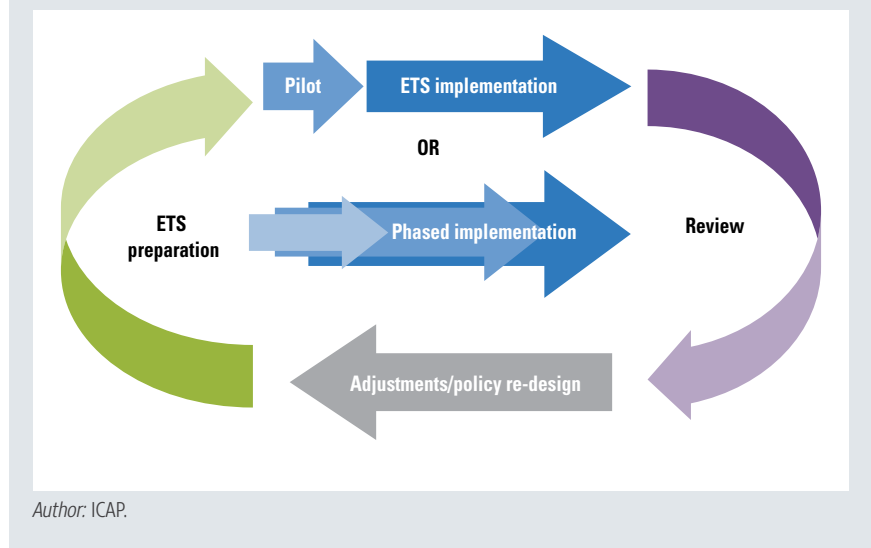 Pilot
ETS implementation
OR
ETS
preparation
Phased implementation
Review
Adjustments/policy re-design
Author: ICAP.